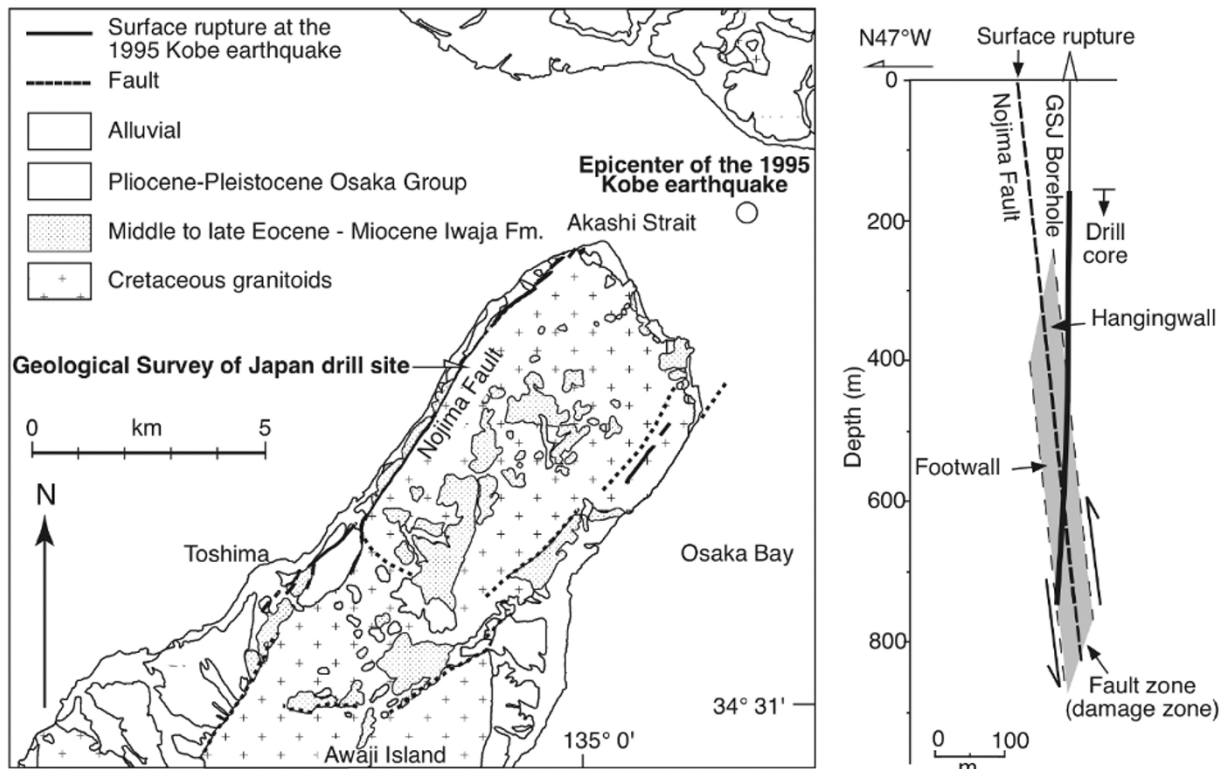 Surface rupture at the
1995 Kobe earthquake
Fault
Alluvial
Pliocene-Pleistocene Osaka Group
Middle to late Eocene - Miocene Iwaja Fm.
Cretaceous granitoids
Epicenter of the 1995
Kobe earthquake
Akashi Strait
Geological Survey of Japan drill site
Nojima Fault
0 km 5
N
Toshima
Osaka Bay
34° 31'
135° 0'
Awaji Island
N47°W
Surface rupture
0
Nojima Fault
GSJ Borehole
200
Drill
core
Hangingwall
400
Depth (m)
Footwall
600
800
Fault zone
(damage zone)
0 100
m